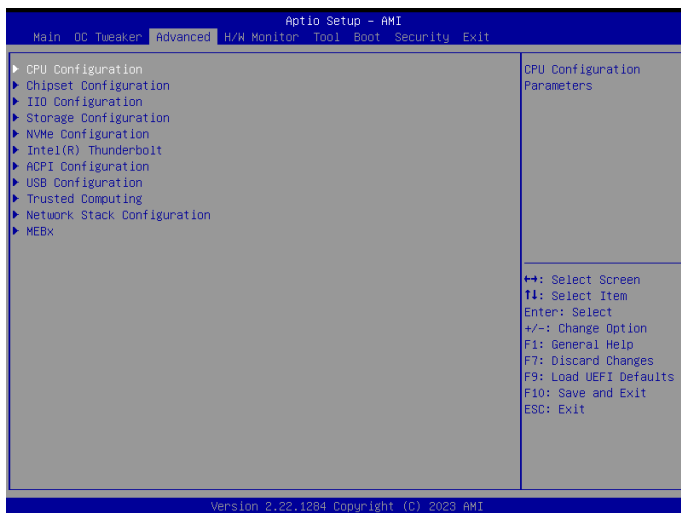 Aptio Setup – AMI
Main OC Tweaker Advanced H/W Monitor Tool Boot Security Exit
CPU Configuration
Chipset Configuration
IIO Configuration
Storage Configuration
NVMe Configuration
Intel(R) Thunderbolt
ACPI Configuration
USB Configuration
Trusted Computing
Network Stack Configuration
MEBx
CPU Configuration
Parameters
↔: Select Screen
↑↓: Select Item
Enter: Select
+/-: Change Option
F1: General Help
F7: Discard Changes
F9: Load UEFI Defaults
F10: Save and Exit
ESC: Exit
Version 2.22.1284 Copyright (C) 2023 AMI